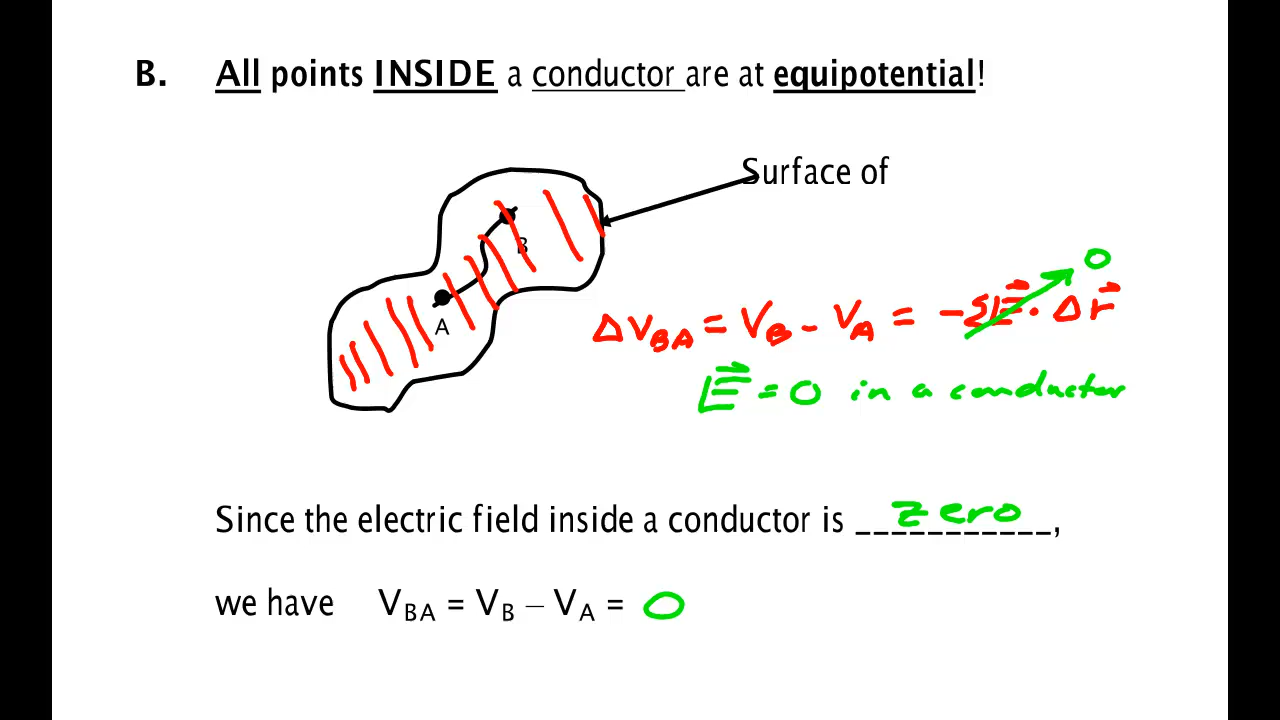 B. All points INSIDE a conductor are at equipotential!
Surface of
B
A
0
ΔV_BA = V_B - V_A = -ΣE⃗ · Δr⃗
E⃗ = 0 in a conductor
Since the electric field inside a conductor is zero,
we have V_BA = V_B – V_A = 0